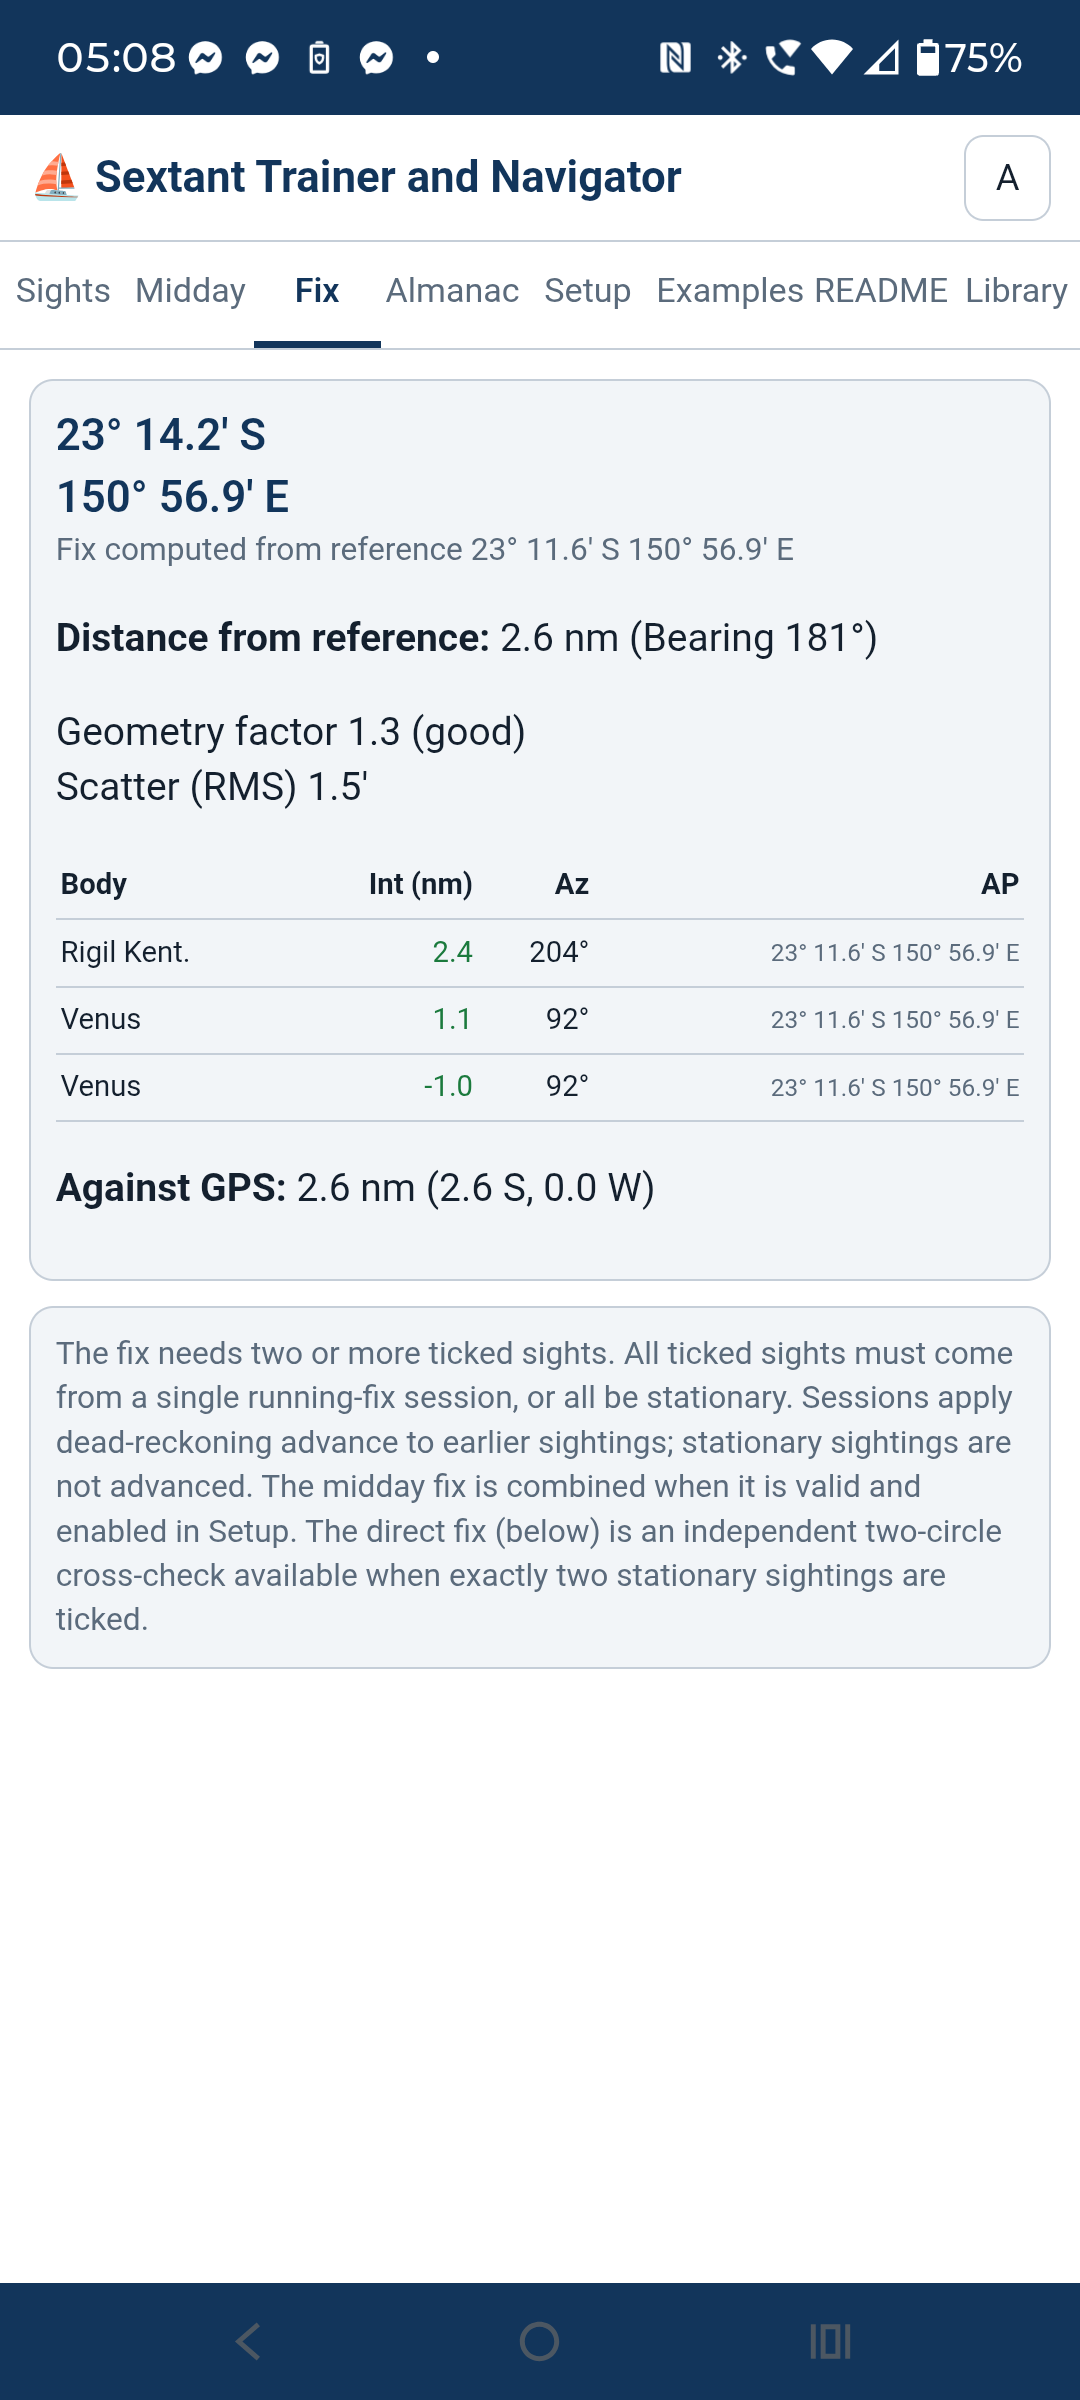 05:08 75%
Sextant Trainer and Navigator A
Sights Midday Fix Almanac Setup Examples README Library
23° 14.2' S
150° 56.9' E
Fix computed from reference 23° 11.6' S 150° 56.9' E
Distance from reference: 2.6 nm (Bearing 181°)
Geometry factor 1.3 (good)
Scatter (RMS) 1.5'
Body Int (nm) Az AP
Rigil Kent. 2.4 204° 23° 11.6' S 150° 56.9' E
Venus 1.1 92° 23° 11.6' S 150° 56.9' E
Venus -1.0 92° 23° 11.6' S 150° 56.9' E
Against GPS: 2.6 nm (2.6 S, 0.0 W)
The fix needs two or more ticked sights. All ticked sights must come
from a single running-fix session, or all be stationary. Sessions apply
dead-reckoning advance to earlier sightings; stationary sightings are
not advanced. The midday fix is combined when it is valid and
enabled in Setup. The direct fix (below) is an independent two-circle
cross-check available when exactly two stationary sightings are
ticked.